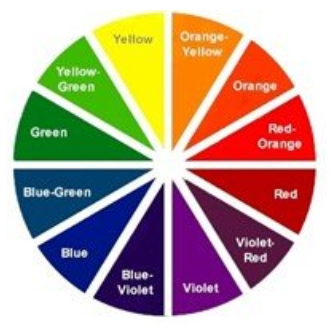 Yellow
Orange-
Yellow
Orange
Red-
Orange
Red
Violet-
Red
Violet
Blue-
Violet
Blue
Blue-Green
Green
Yellow-
Green